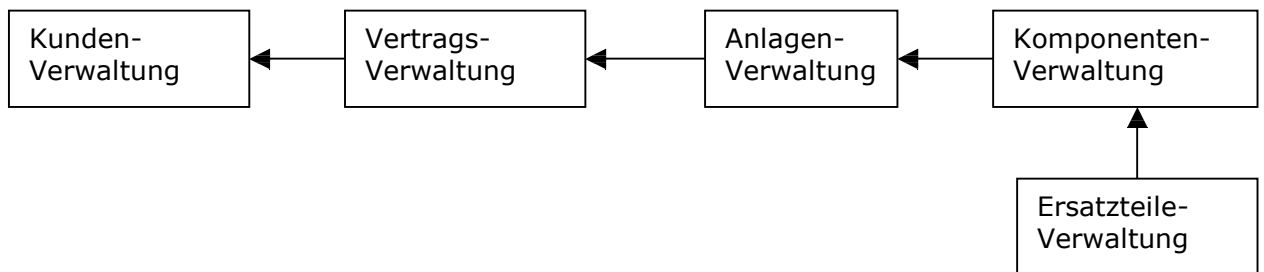 Kunden-
Verwaltung
Vertrags-
Verwaltung
Anlagen-
Verwaltung
Komponenten-
Verwaltung
Ersatzteile-
Verwaltung